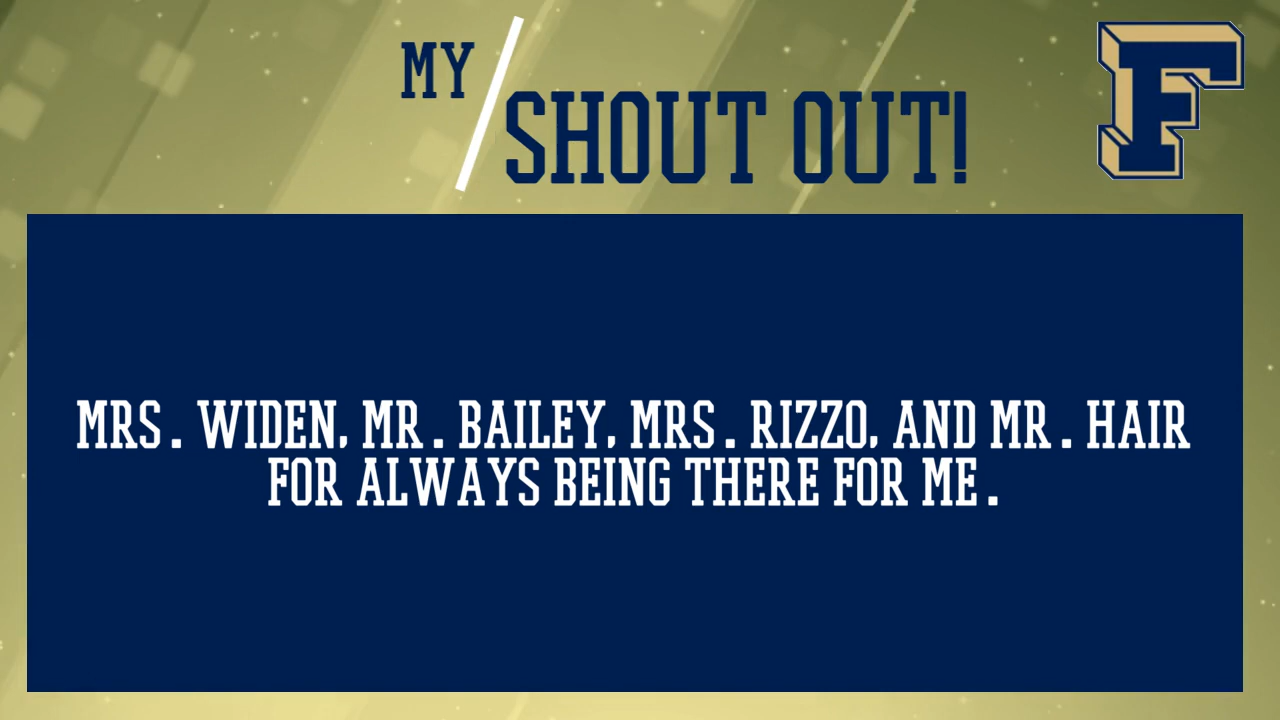 MY
SHOUT OUT!
F
MRS. WIDEN, MR. BAILEY, MRS. RIZZO, AND MR. HAIR
FOR ALWAYS BEING THERE FOR ME.